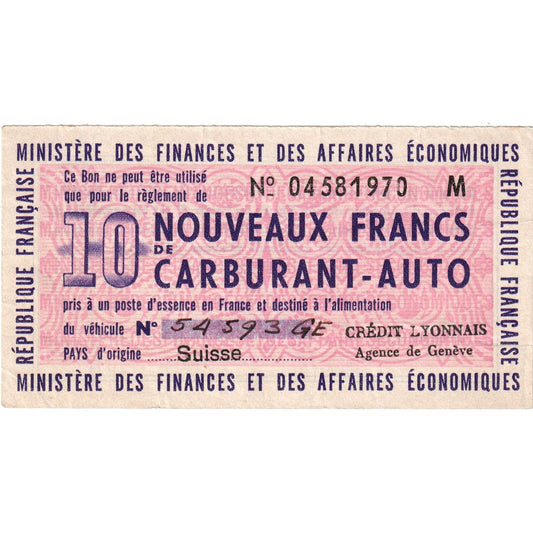 MINISTÈRE DES FINANCES ET DES AFFAIRES ÉCONOMIQUES
RÉPUBLIQUE FRANÇAISE
Ce Bon ne peut être utilisé
que pour le règlement de
Nº 04581970 M
10 NOUVEAUX FRANCS
DE
CARBURANT-AUTO
pris à un poste d'essence en France et destiné à l'alimentation
du véhicule Nº 54593 GE
CRÉDIT LYONNAIS
PAYS d'origine Suisse
Agence de Genève
RÉPUBLIQUE FRANÇAISE
MINISTÈRE DES FINANCES ET DES AFFAIRES ÉCONOMIQUES